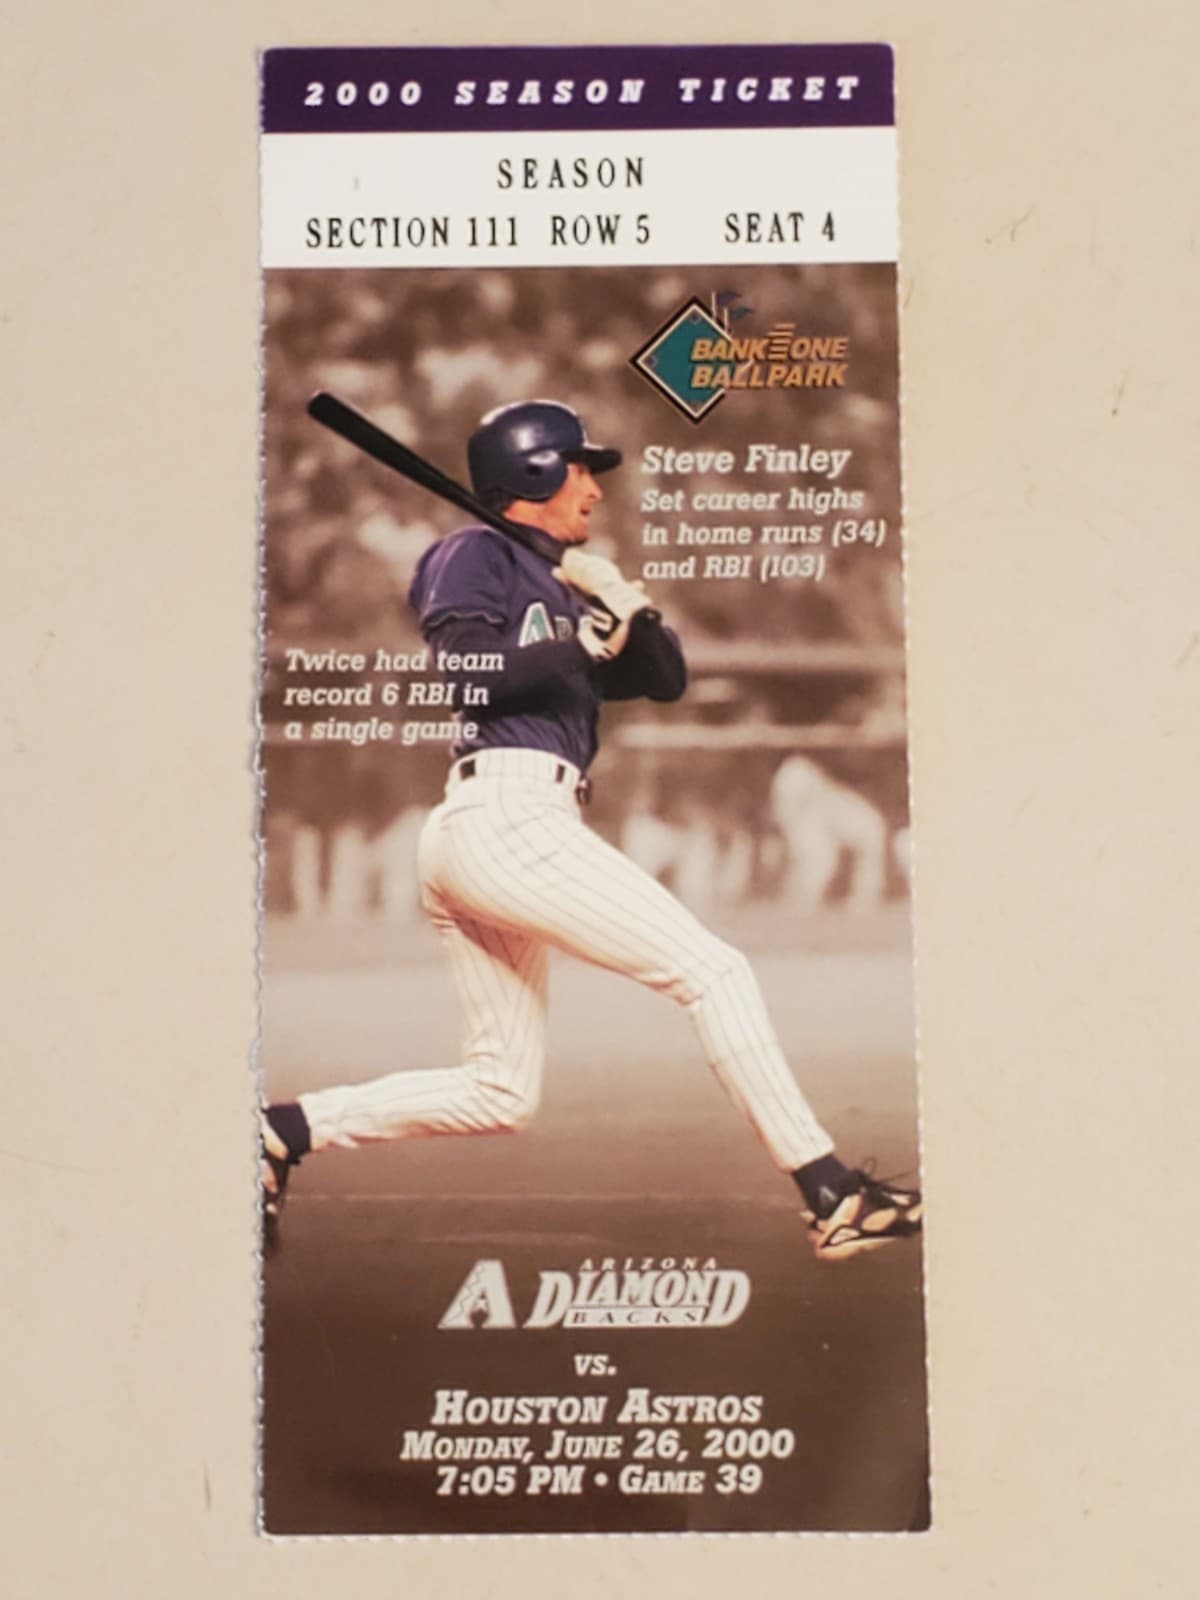 2000 SEASON TICKET
SEASON
SECTION 111 ROW 5 SEAT 4
BANK ONE
BALLPARK
Steve Finley
Set career highs
in home runs (34)
and RBI (103)
Twice had team
record 6 RBI in
a single game
A
ARIZONA
DIAMOND
BACKS
vs.
HOUSTON ASTROS
MONDAY, JUNE 26, 2000
7:05 PM • GAME 39